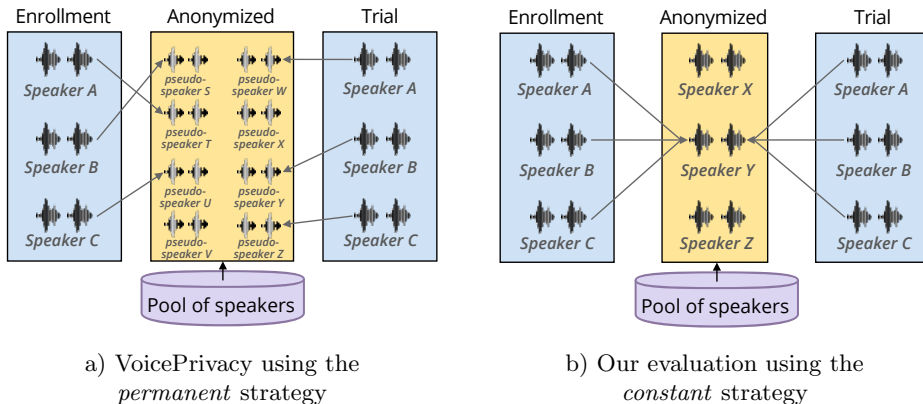 Enrollment Anonymized Trial
Speaker A
Speaker B
Speaker C
pseudo-
speaker S
pseudo-
speaker T
pseudo-
speaker U
pseudo-
speaker V
pseudo-
speaker W
pseudo-
speaker X
pseudo-
speaker Y
pseudo-
speaker Z
Speaker A
Speaker B
Speaker C
Pool of speakers
a) VoicePrivacy using the
permanent strategy
Enrollment Anonymized Trial
Speaker A
Speaker B
Speaker C
Speaker X
Speaker Y
Speaker Z
Speaker A
Speaker B
Speaker C
Pool of speakers
b) Our evaluation using the
constant strategy